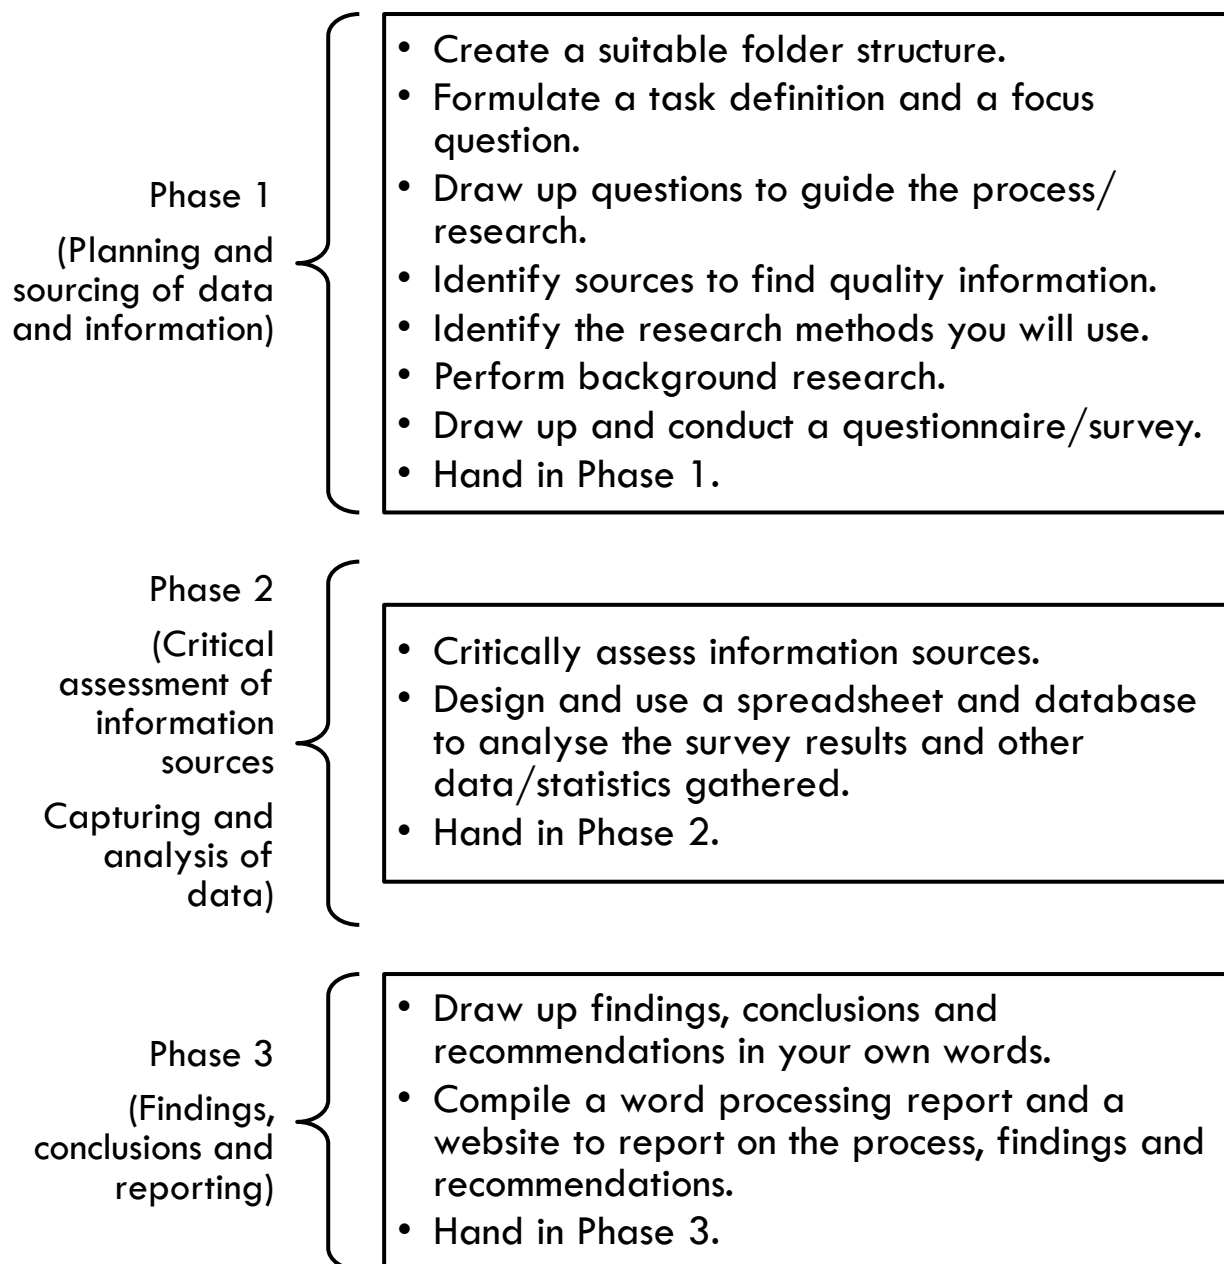 Phase 1
(Planning and
sourcing of data
and information)
• Create a suitable folder structure.
• Formulate a task definition and a focus
question.
• Draw up questions to guide the process/
research.
• Identify sources to find quality information.
• Identify the research methods you will use.
• Perform background research.
• Draw up and conduct a questionnaire/survey.
• Hand in Phase 1.
Phase 2
(Critical
assessment of
information
sources
Capturing and
analysis of
data)
• Critically assess information sources.
• Design and use a spreadsheet and database
to analyse the survey results and other
data/statistics gathered.
• Hand in Phase 2.
Phase 3
(Findings,
conclusions and
reporting)
• Draw up findings, conclusions and
recommendations in your own words.
• Compile a word processing report and a
website to report on the process, findings and
recommendations.
• Hand in Phase 3.